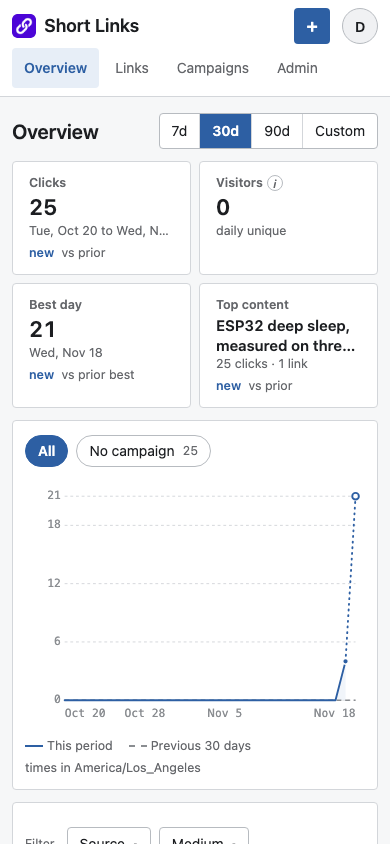 Short Links
+
D
Overview
Links
Campaigns
Admin
Overview
7d
30d
90d
Custom
Clicks
25
Tue, Oct 20 to Wed, N...
new vs prior
Visitors i
0
daily unique
Best day
21
Wed, Nov 18
new vs prior best
Top content
ESP32 deep sleep,
measured on thre...
25 clicks · 1 link
new vs prior
All
No campaign 25
21
18
12
6
0
Oct 20
Oct 28
Nov 5
Nov 18
This period
Previous 30 days
times in America/Los_Angeles
Filter
Source
Medium